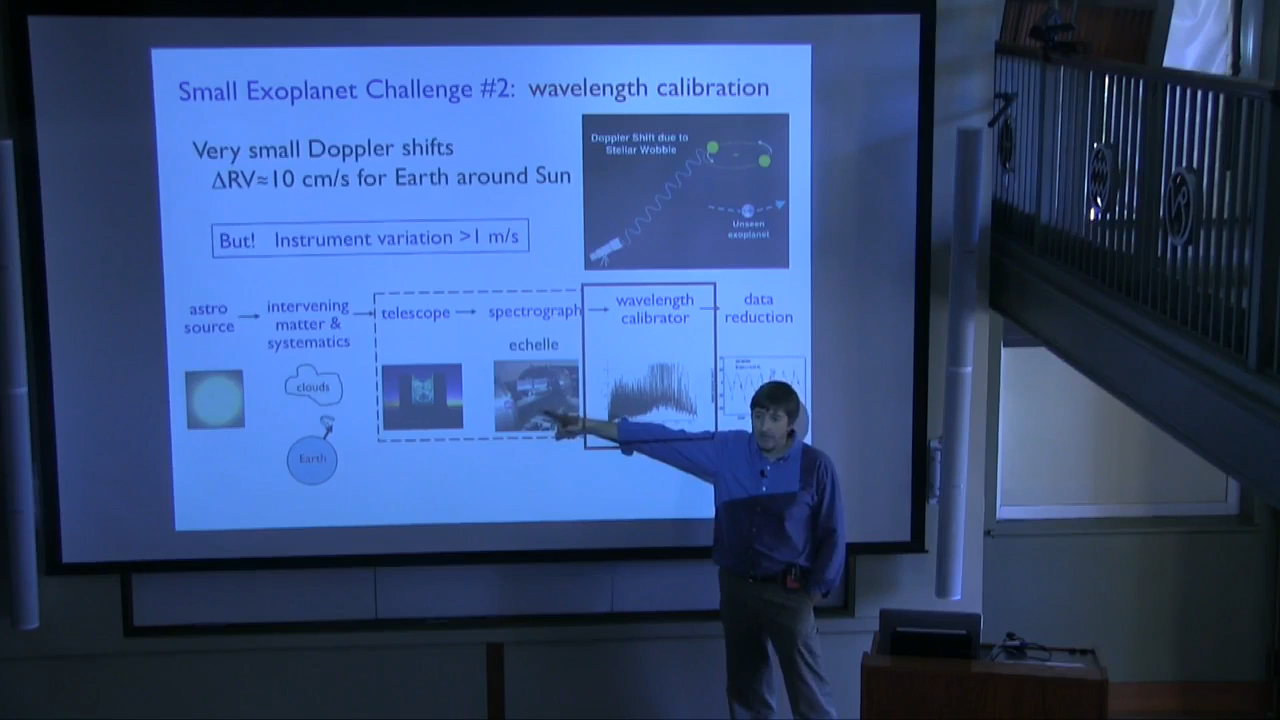 Small Exoplanet Challenge #2: wavelength calibration
Very small Doppler shifts
ΔRV≈10 cm/s for Earth around Sun
But! Instrument variation >1 m/s
Doppler Shift due to
Stellar Wobble
Unseen
exoplanet
astro
source
intervening
matter &
systematics
telescope
spectrograph
wavelength
calibrator
data
reduction
echelle
clouds
Earth